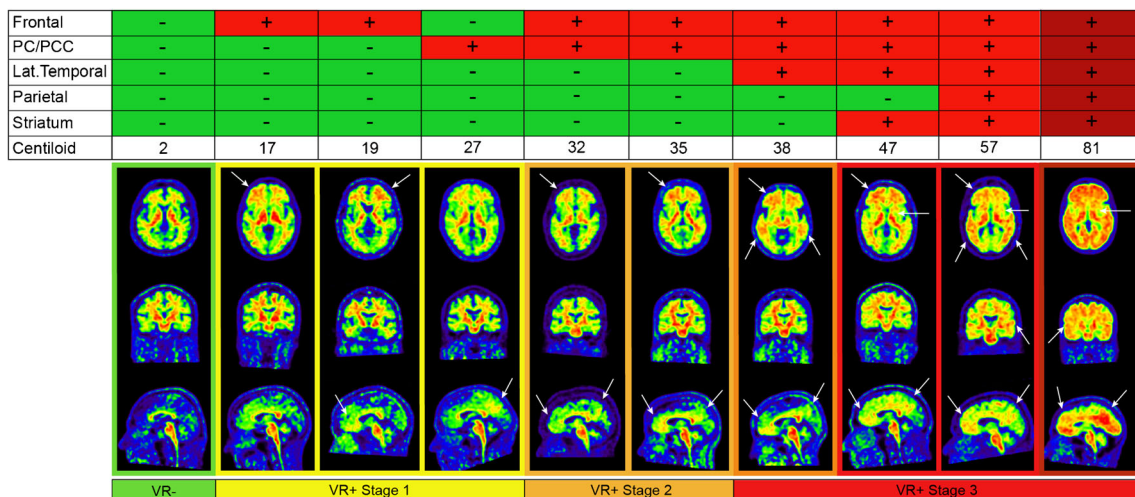 Frontal - + + - + + + + + +
PC/PCC - - - + + + + + + +
Lat.Temporal - - - - - - + + + +
Parietal - - - - - - - - + +
Striatum - - - - - - - + + +
Centiloid 2 17 19 27 32 35 38 47 57 81
VR- VR+ Stage 1 VR+ Stage 2 VR+ Stage 3